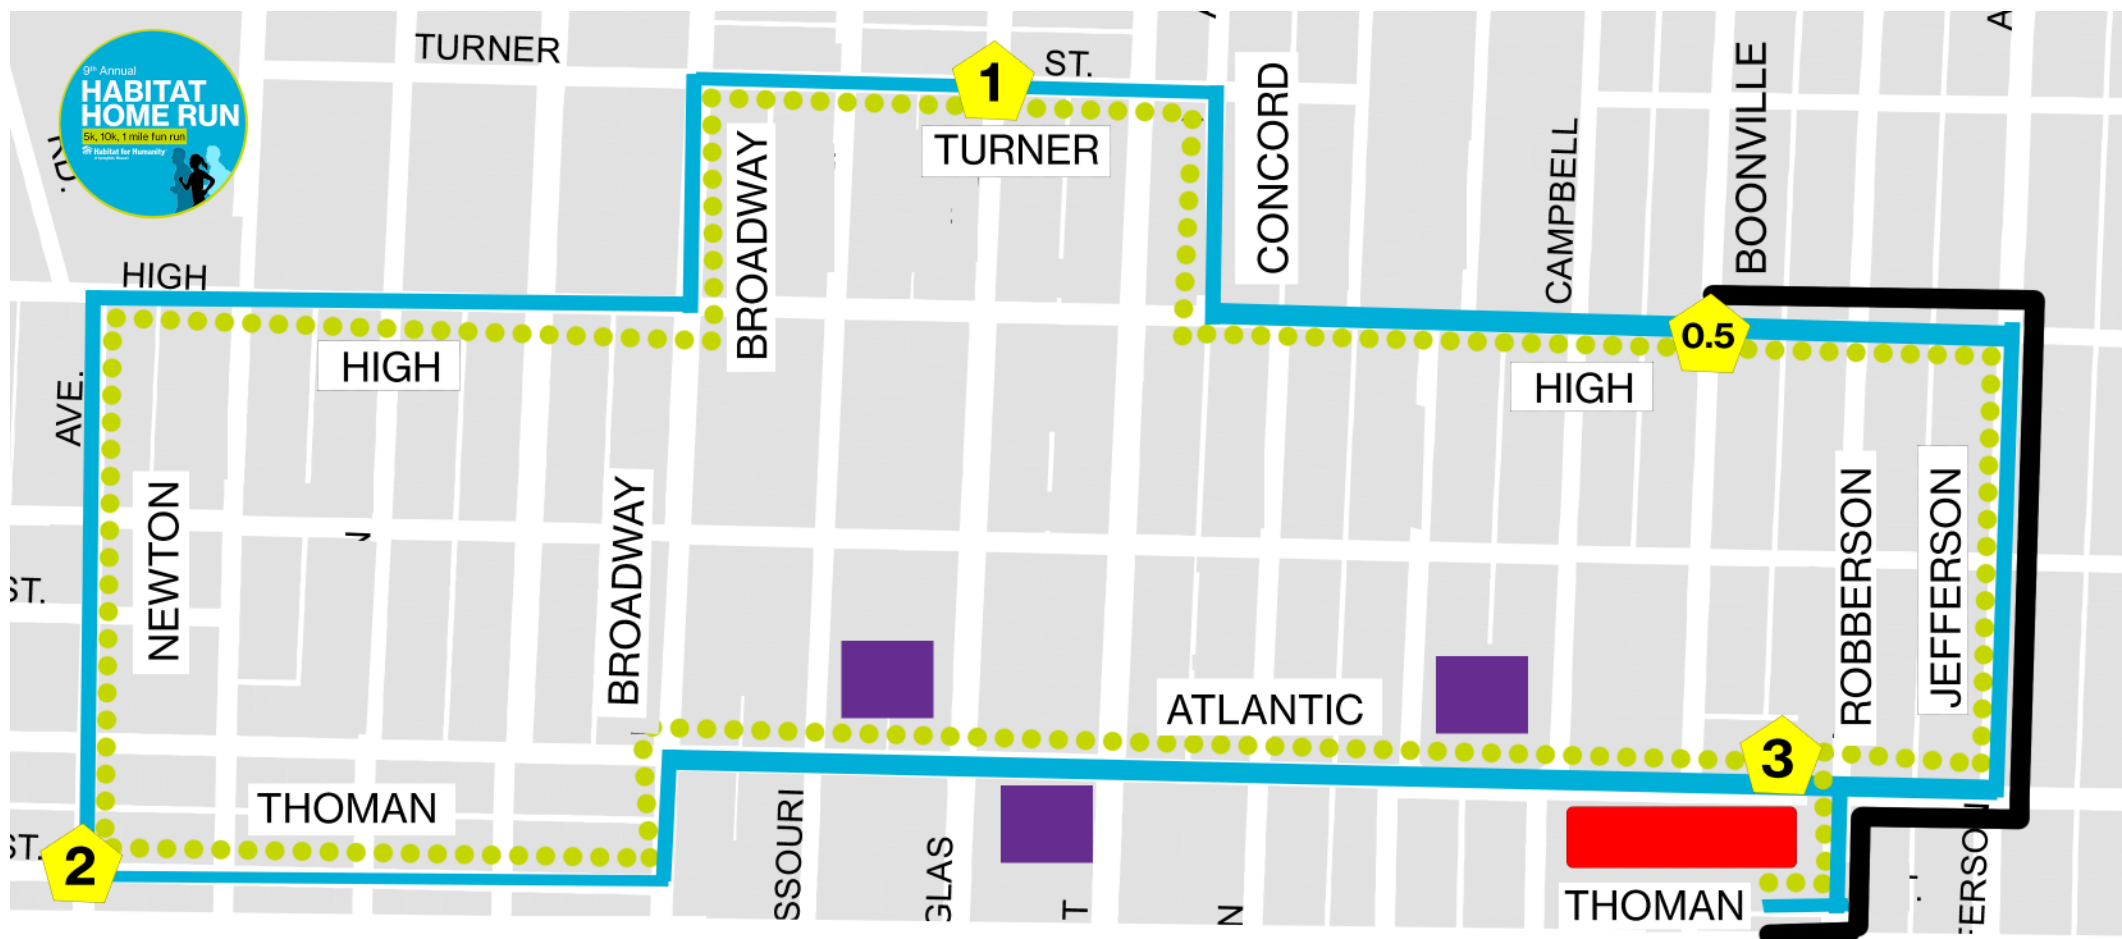 9th Annual
HABITAT
HOME RUN
5k, 10k, 1 mile fun run
Habitat for Humanity
TURNER
ST.
1
TURNER
CONCORD
CAMPBELL
BOONVILLE
RD.
HIGH
BROADWAY
0.5
HIGH
HIGH
AVE.
NEWTON
BROADWAY
ROBBERSON
JEFFERSON
ST.
ATLANTIC
3
THOMAN
SSOURI
GLAS
T
N
ST.
2
THOMAN
FERSON